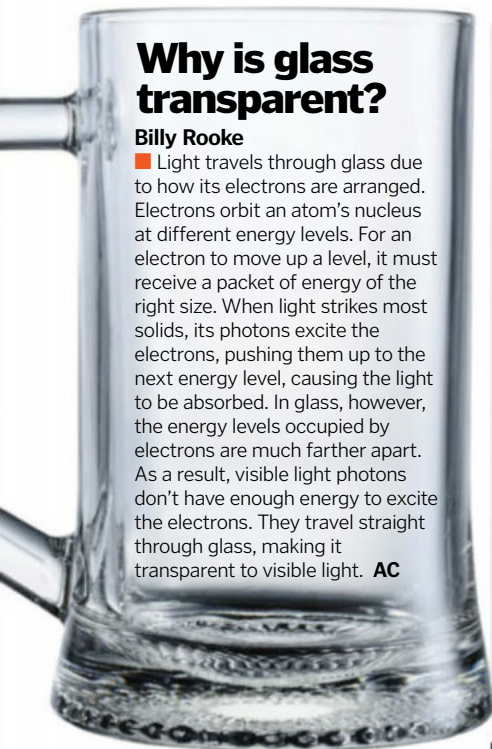 Why is glass
transparent?
Billy Rooke
Light travels through glass due
to how its electrons are arranged.
Electrons orbit an atom’s nucleus
at different energy levels. For an
electron to move up a level, it must
receive a packet of energy of the
right size. When light strikes most
solids, its photons excite the
electrons, pushing them up to the
next energy level, causing the light
to be absorbed. In glass, however,
the energy levels occupied by
electrons are much farther apart.
As a result, visible light photons
don’t have enough energy to excite
the electrons. They travel straight
through glass, making it
transparent to visible light. AC